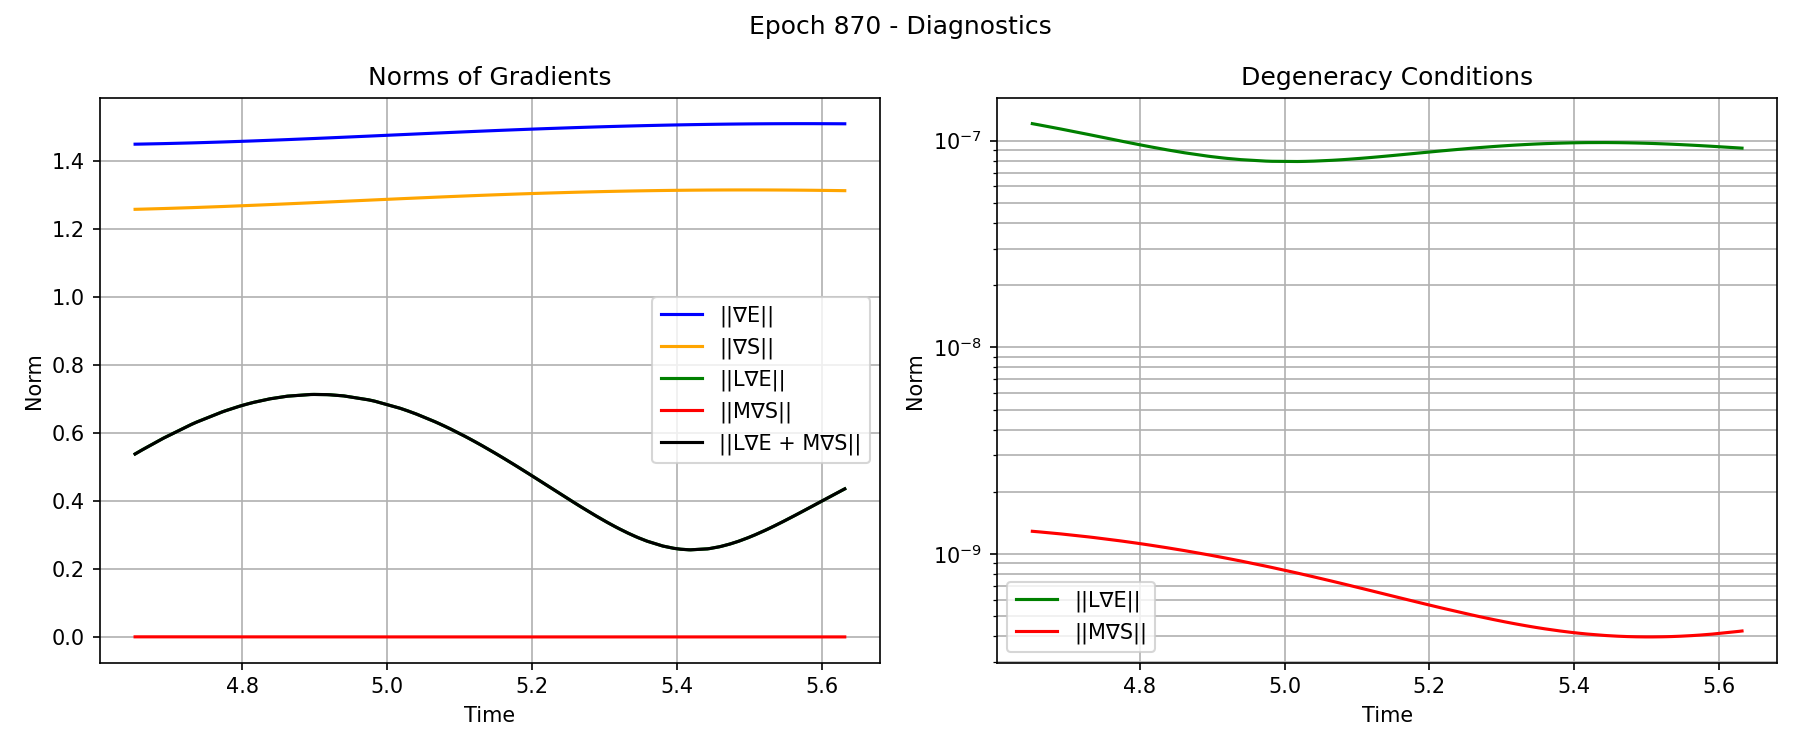 Epoch 870 - Diagnostics
Norms of Gradients
Norm
1.4
1.2
1.0
0.8
0.6
0.4
0.2
0.0
||∇E||
||∇S||
||L∇E||
||M∇S||
||L∇E + M∇S||
4.8 5.0 5.2 5.4 5.6
Time
Degeneracy Conditions
Norm
10⁻⁷
10⁻⁸
10⁻⁹
||L∇E||
||M∇S||
4.8 5.0 5.2 5.4 5.6
Time